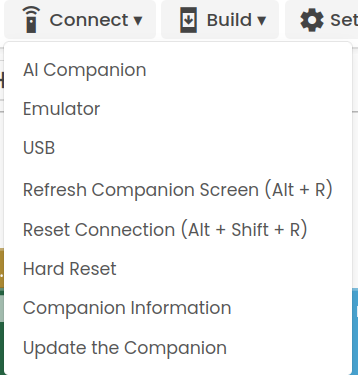 Connect ▾ Build ▾ Set
AI Companion
Emulator
USB
Refresh Companion Screen (Alt + R)
Reset Connection (Alt + Shift + R)
Hard Reset
Companion Information
Update the Companion